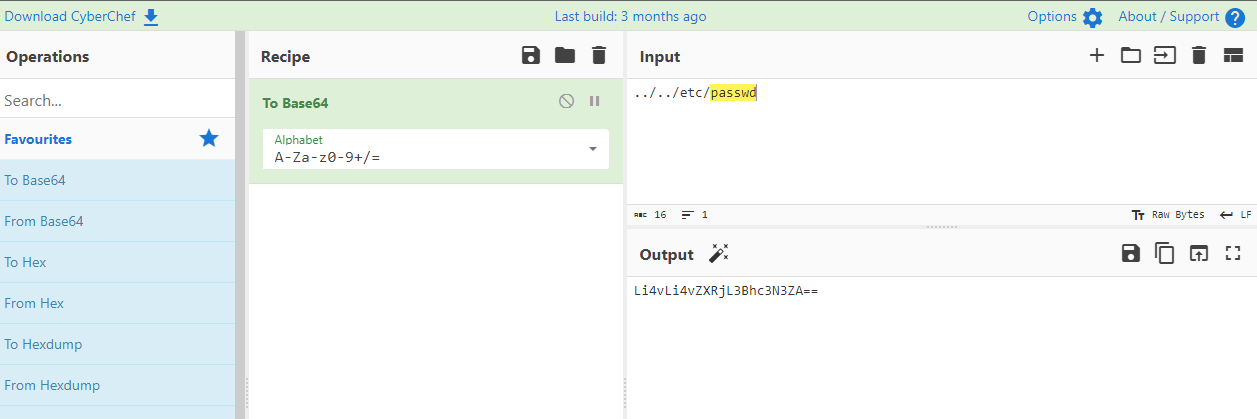 Download CyberChef
Last build: 3 months ago
Options
About / Support
Operations
Search...
Favourites
To Base64
From Base64
To Hex
From Hex
To Hexdump
From Hexdump
Recipe
To Base64
Alphabet
A-Za-z0-9+/=
Input
../../etc/passwd
ABC 16
1
Raw Bytes
LF
Output
Li4vLi4vZXRjL3Bhc3N3ZA==